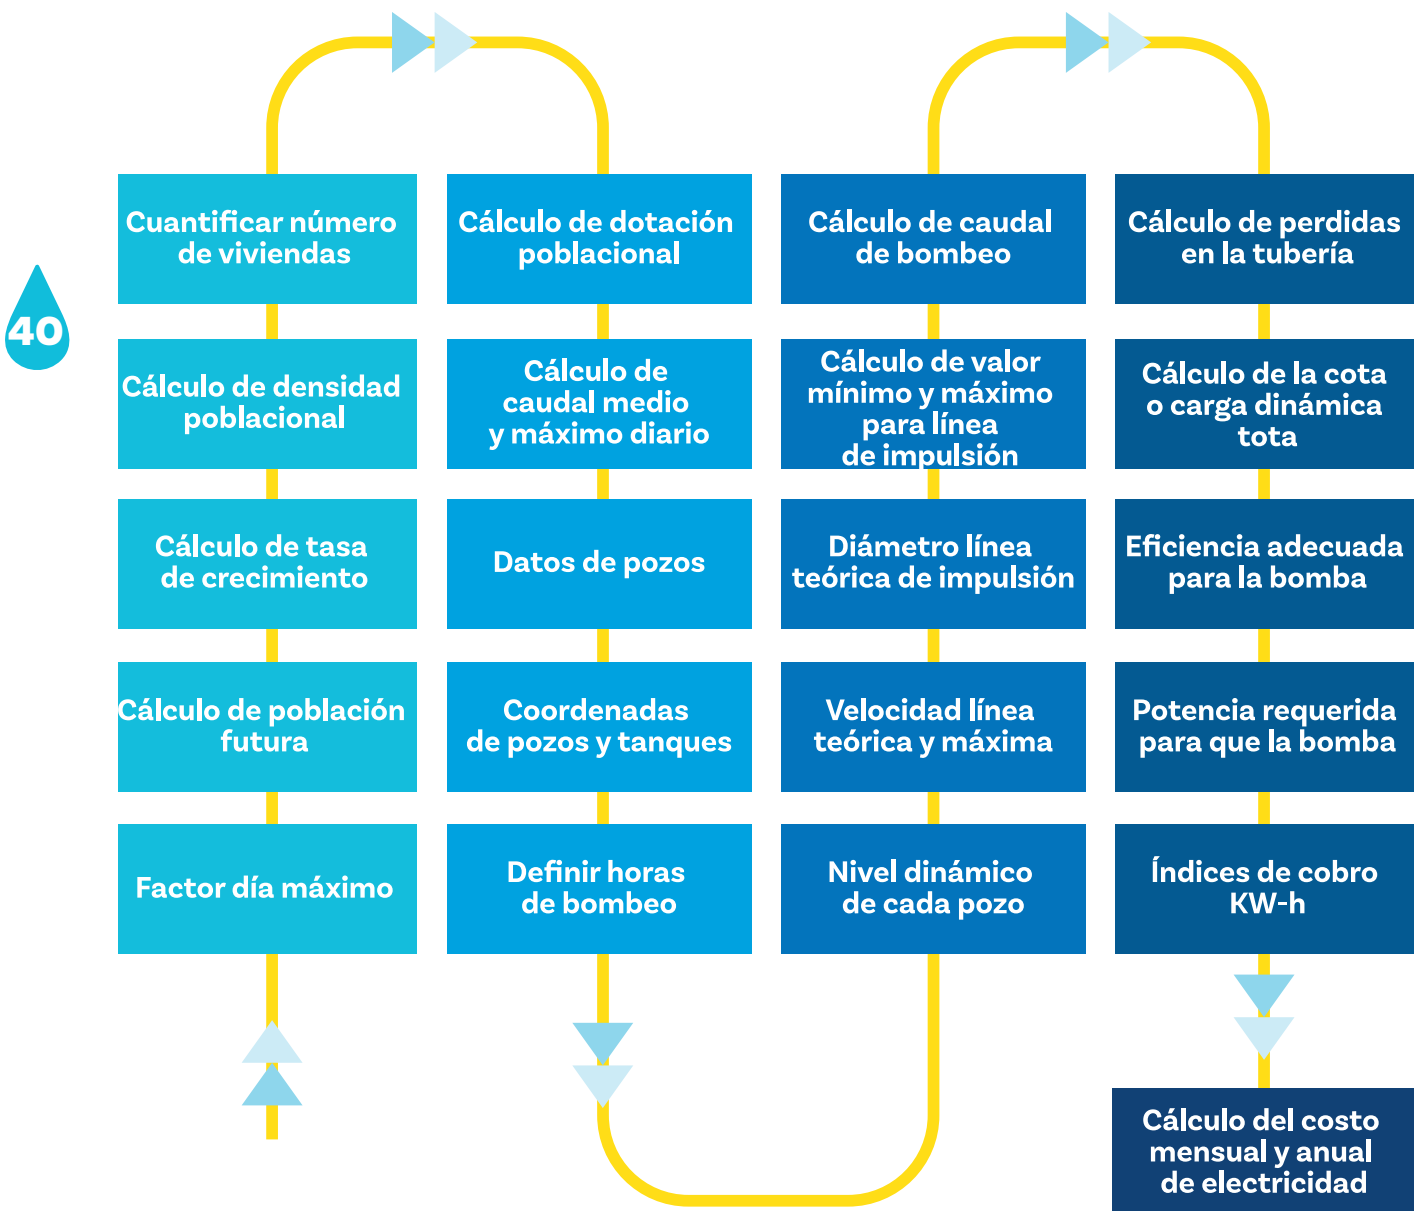 Cuantificar número
de viviendas
Cálculo de densidad
poblacional
Cálculo de tasa
de crecimiento
Cálculo de población
futura
Factor día máximo
Cálculo de dotación
poblacional
Cálculo de
caudal medio
y máximo diario
Datos de pozos
Coordenadas
de pozos y tanques
Definir horas
de bombeo
Cálculo de caudal
de bombeo
Cálculo de valor
mínimo y máximo
para línea
de impulsión
Diámetro línea
teórica de impulsión
Velocidad línea
teórica y máxima
Nivel dinámico
de cada pozo
Cálculo de perdidas
en la tubería
Cálculo de la cota
o carga dinámica
tota
Eficiencia adecuada
para la bomba
Potencia requerida
para que la bomba
Índices de cobro
KW-h
Cálculo del costo
mensual y anual
de electricidad
40